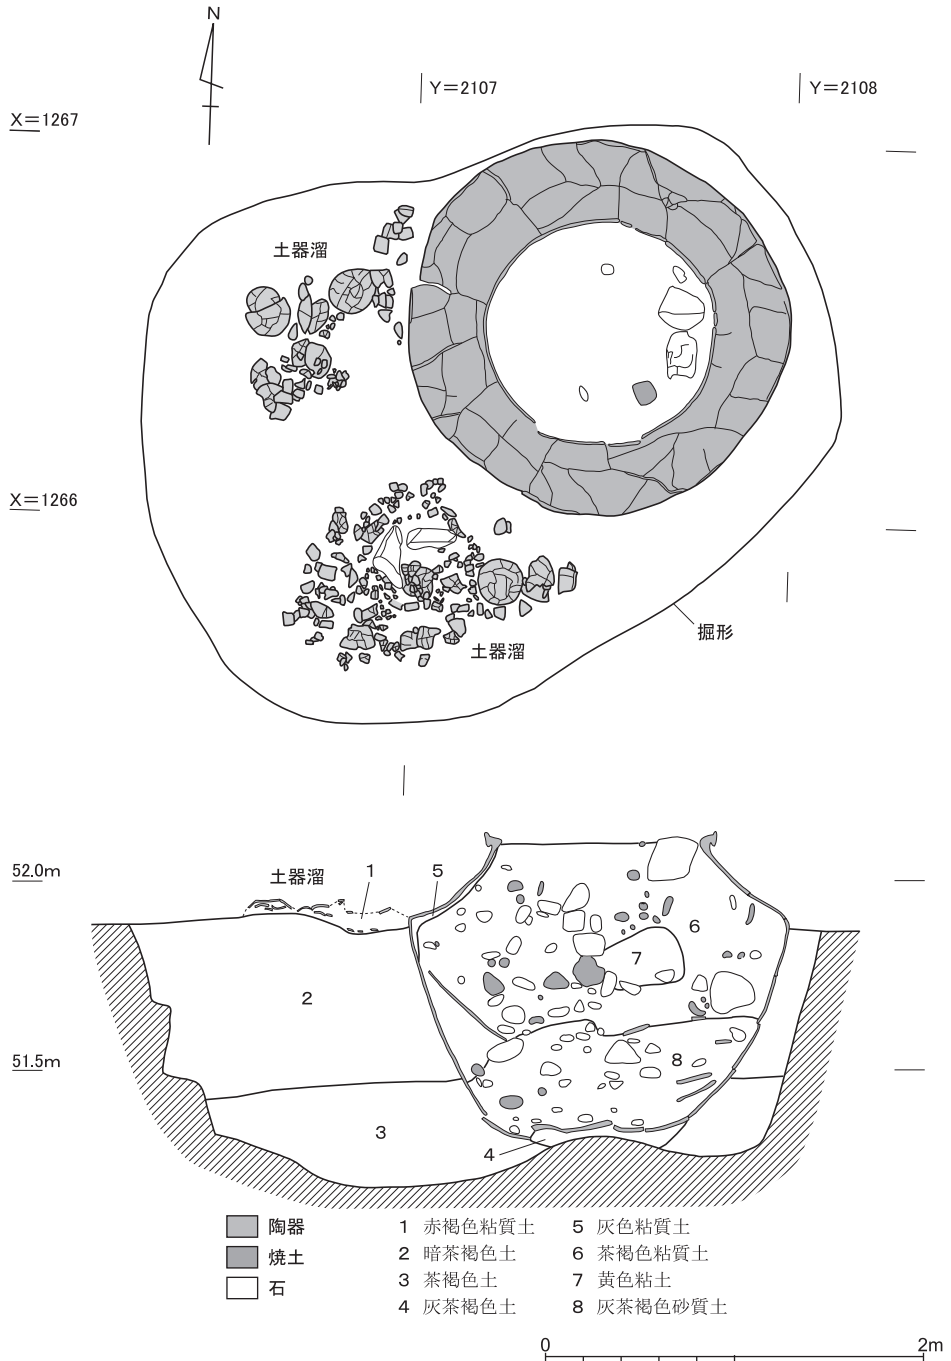 N
Y=2107
Y=2108
X=1267
土器溜
X=1266
掘形
土器溜
52.0m
土器溜
1
5
6
7
2
51.5m
8
3
4
陶器
焼土
石
1 赤褐色粘質土
2 暗茶褐色土
3 茶褐色土
4 灰茶褐色土
5 灰色粘質土
6 茶褐色粘質土
7 黄色粘土
8 灰茶褐色砂質土
0
2m